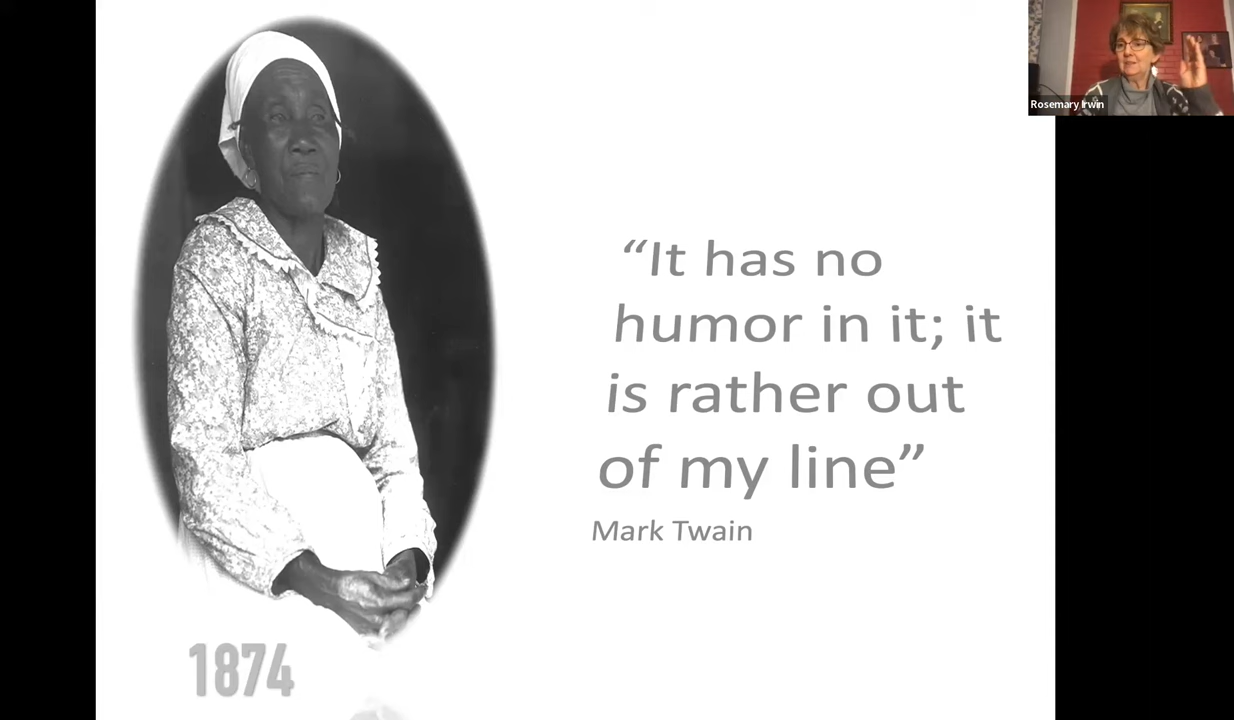 Rosemary Irwin
“It has no
humor in it; it
is rather out
of my line”
Mark Twain
1874